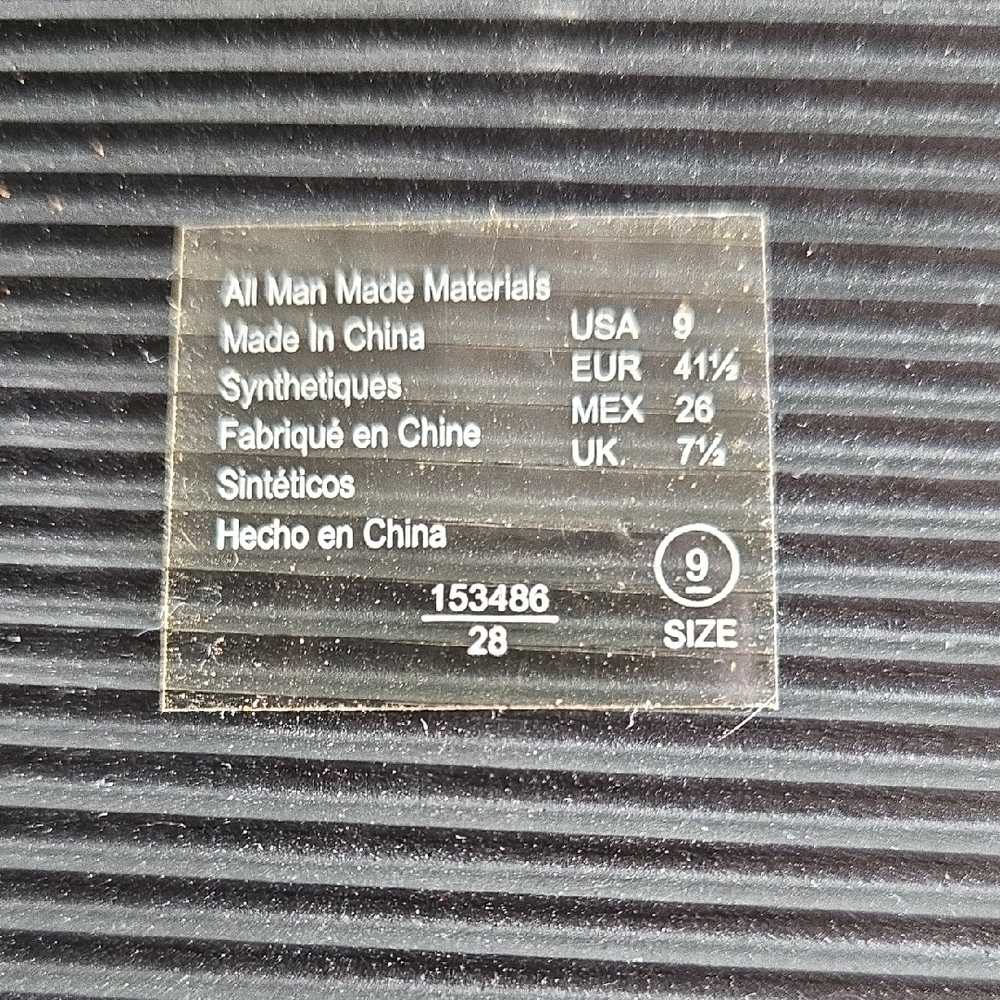 All Man Made Materials
Made In China
Synthetiques
Fabriqué en Chine
Sintéticos
Hecho en China
USA 9
EUR 41½
MEX 26
UK. 7½
153486
28
9
SIZE